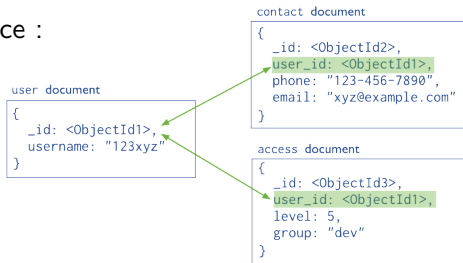 ce :
user document
{
_id: <ObjectId1>,
username: "123xyz"
}
contact document
{
_id: <ObjectId2>,
user_id: <ObjectId1>,
phone: "123-456-7890",
email: "xyz@example.com"
}
access document
{
_id: <ObjectId3>,
user_id: <ObjectId1>,
level: 5,
group: "dev"
}